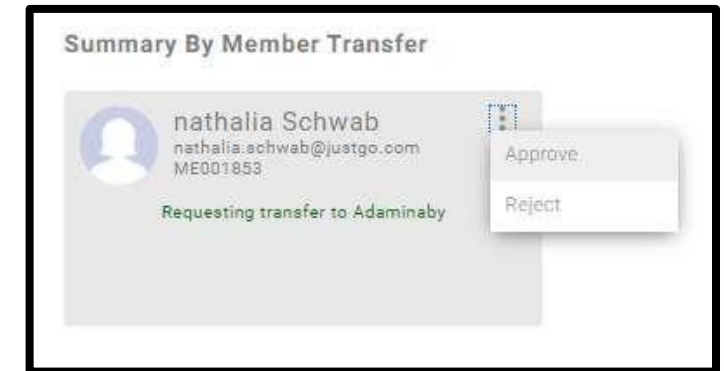 Summary By Member Transfer
nathalia Schwab
nathalia.schwab@justgo.com
ME001853
Requesting transfer to Adaminaby
Approve
Reject